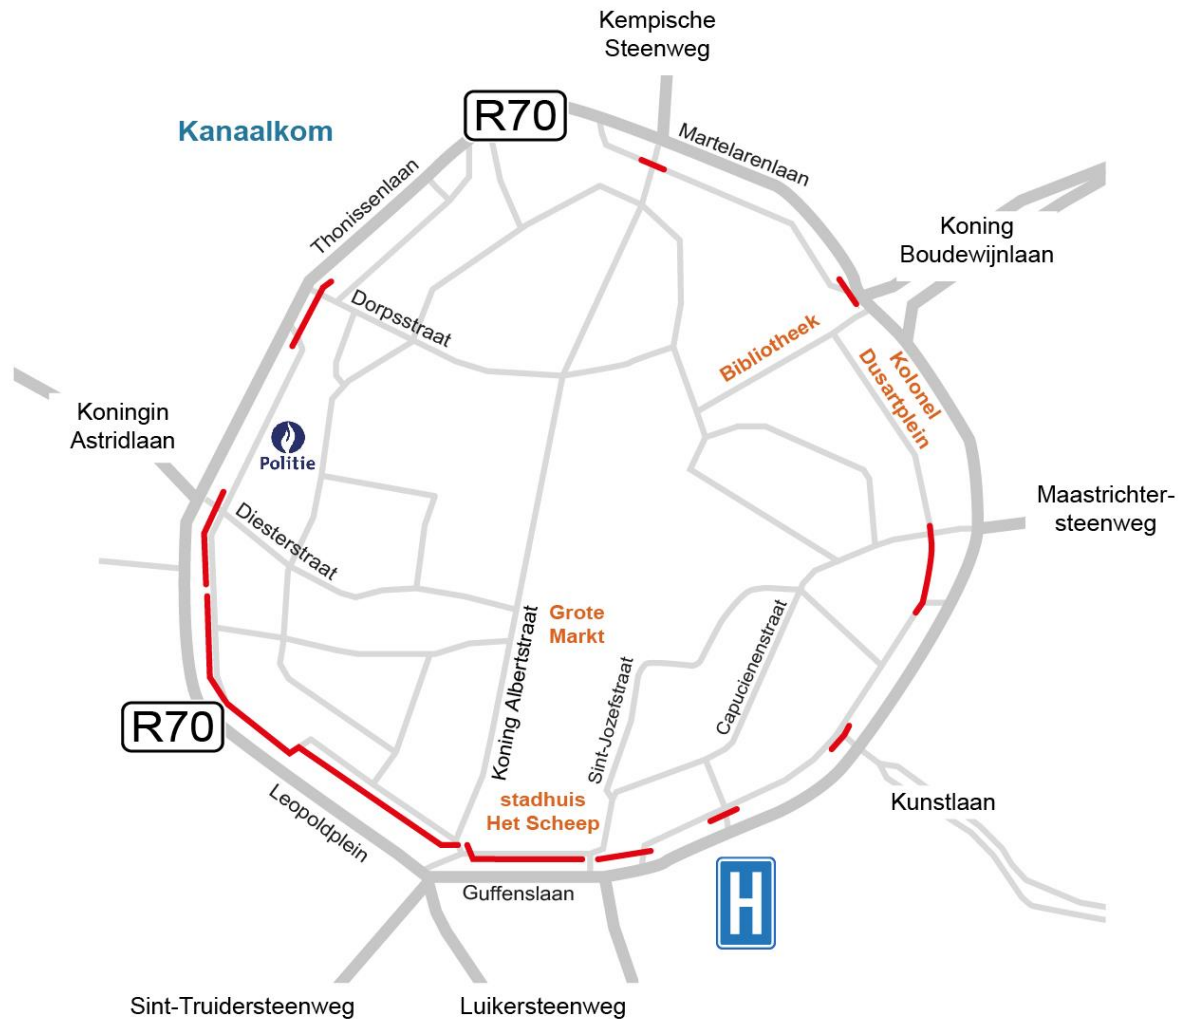 Kempische
Steenweg
R70
Kanaalkom
Martelarenlaan
Thonissenlaan
Koning
Boudewijnlaan
Dorpsstraat
Bibliotheek
Kolonel
Dusartplein
Koningin
Astridlaan
Politie
Maastrichter-
steenweg
Diesterstraat
Grote
Markt
Koning Albertstraat
Sint-Jozefstraat
Capucienenstraat
R70
Leopoldplein
stadhuis
Het Scheep
Kunstlaan
Guffenslaan
H
Sint-Truidersteenweg
Luikersteenweg